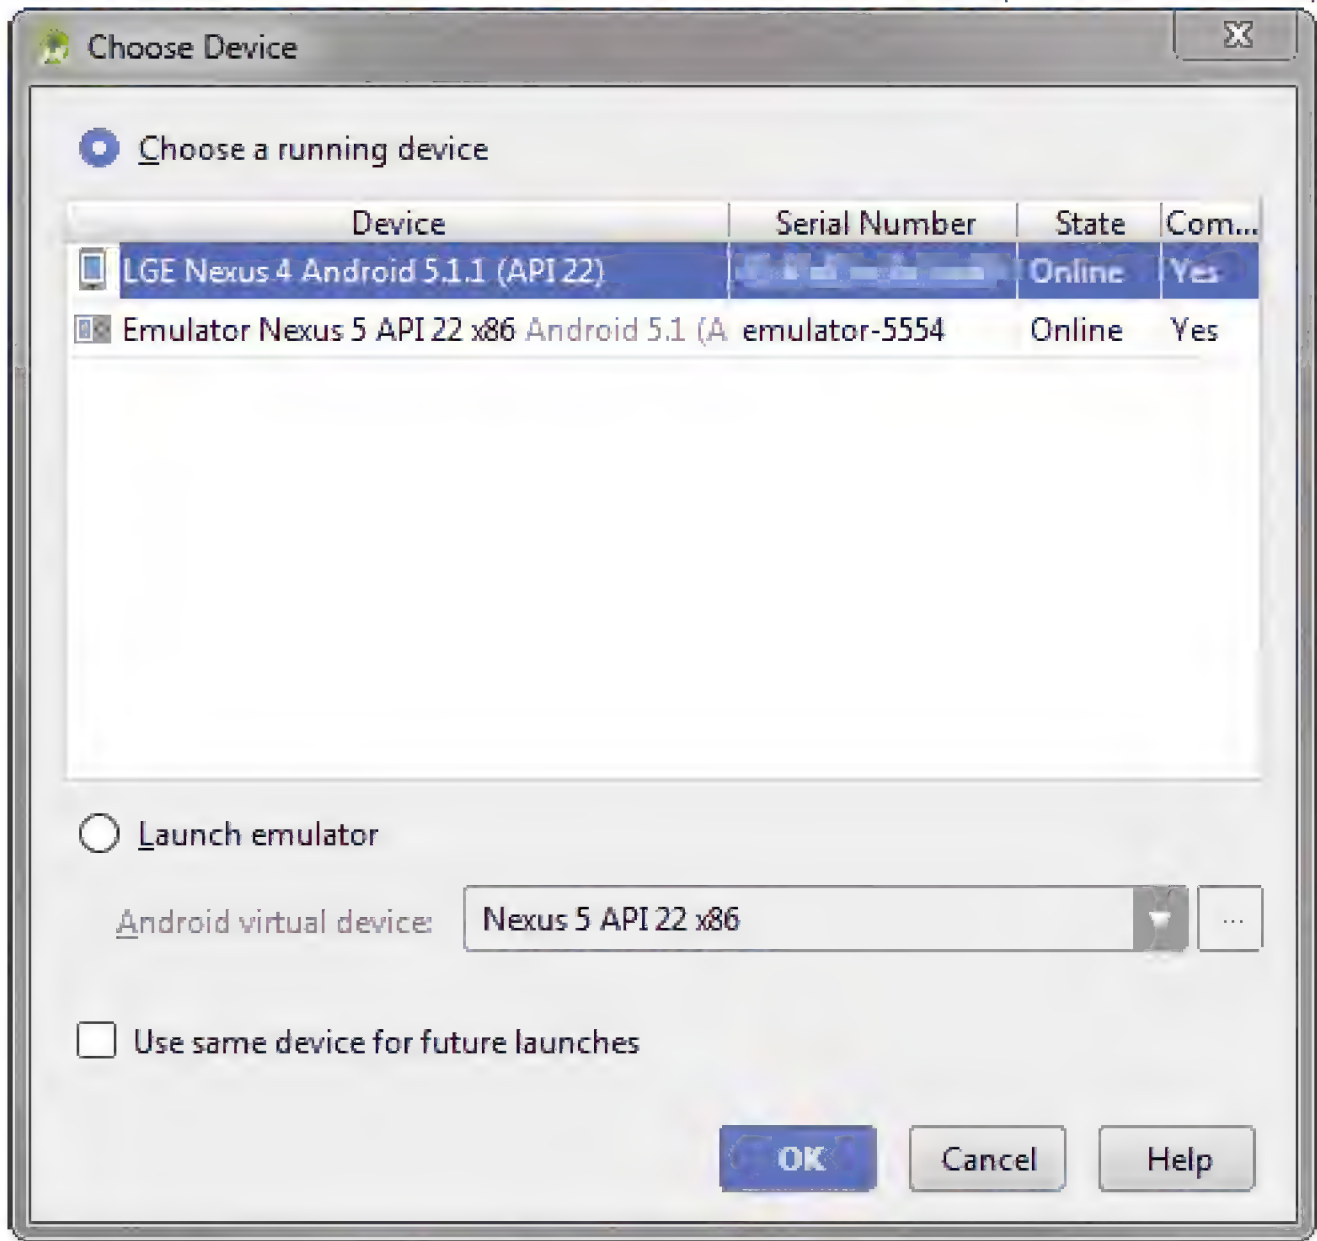 Choose Device
Choose a running device
Device Serial Number State Com...
LGE Nexus 4 Android 5.1.1 (API 22) Online Yes
Emulator Nexus 5 API 22 x86 Android 5.1 (A emulator-5554 Online Yes
Launch emulator
Android virtual device: Nexus 5 API 22 x86 ...
Use same device for future launches
OK Cancel Help